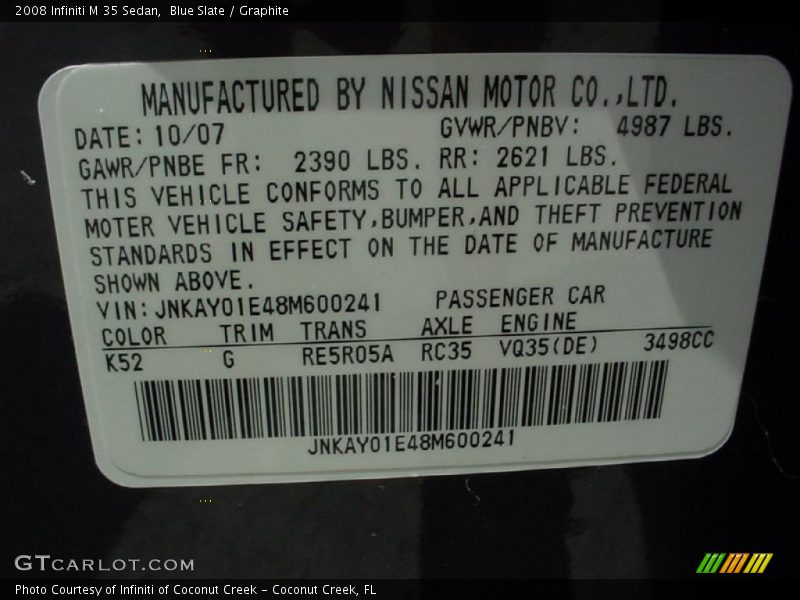 2008 Infiniti M 35 Sedan,  Blue Slate / Graphite
MANUFACTURED BY NISSAN MOTOR CO.,LTD.
DATE: 10/07 GVWR/PNBV: 4987 LBS.
GAWR/PNBE FR: 2390 LBS. RR: 2621 LBS.
THIS VEHICLE CONFORMS TO ALL APPLICABLE FEDERAL
MOTER VEHICLE SAFETY,BUMPER,AND THEFT PREVENTION
STANDARDS IN EFFECT ON THE DATE OF MANUFACTURE
SHOWN ABOVE.
VIN: JNKAY01E48M600241 PASSENGER CAR
COLOR TRIM TRANS AXLE ENGINE
K52 G RE5R05A RC35 VQ35(DE) 3498CC
JNKAY01E48M600241
GTCARLOT.COM
Photo Courtesy of Infiniti of Coconut Creek – Coconut Creek, FL